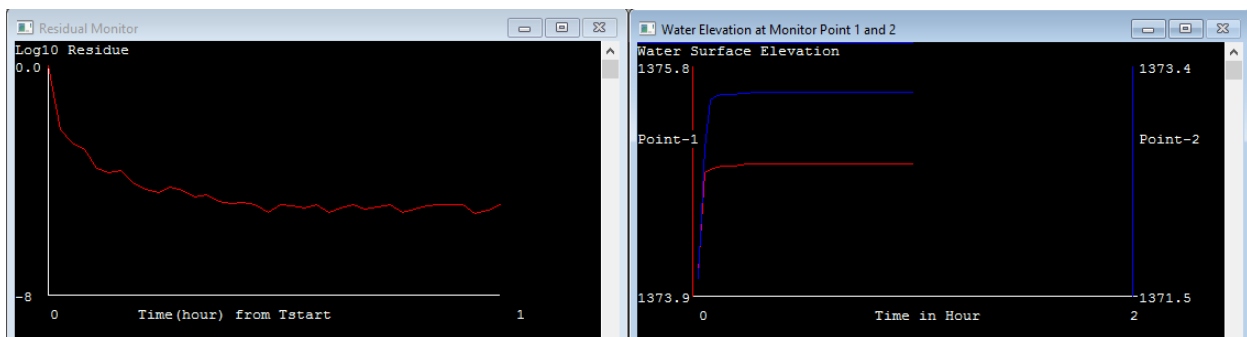 Residual Monitor
Log10 Residue
0.0
-8
0 Time(hour) from Tstart 1
Water Elevation at Monitor Point 1 and 2
Water Surface Elevation
1375.8 1373.4
Point-1 Point-2
1373.9 1371.5
0 Time in Hour 2